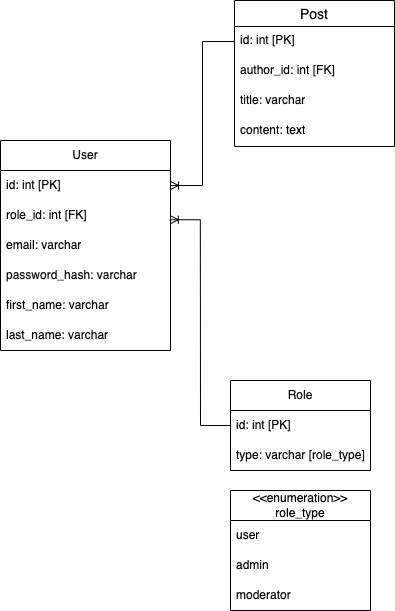 Post
id: int [PK]
author_id: int [FK]
title: varchar
content: text
User
id: int [PK]
role_id: int [FK]
email: varchar
password_hash: varchar
first_name: varchar
last_name: varchar
Role
id: int [PK]
type: varchar [role_type]
<<enumeration>>
role_type
user
admin
moderator